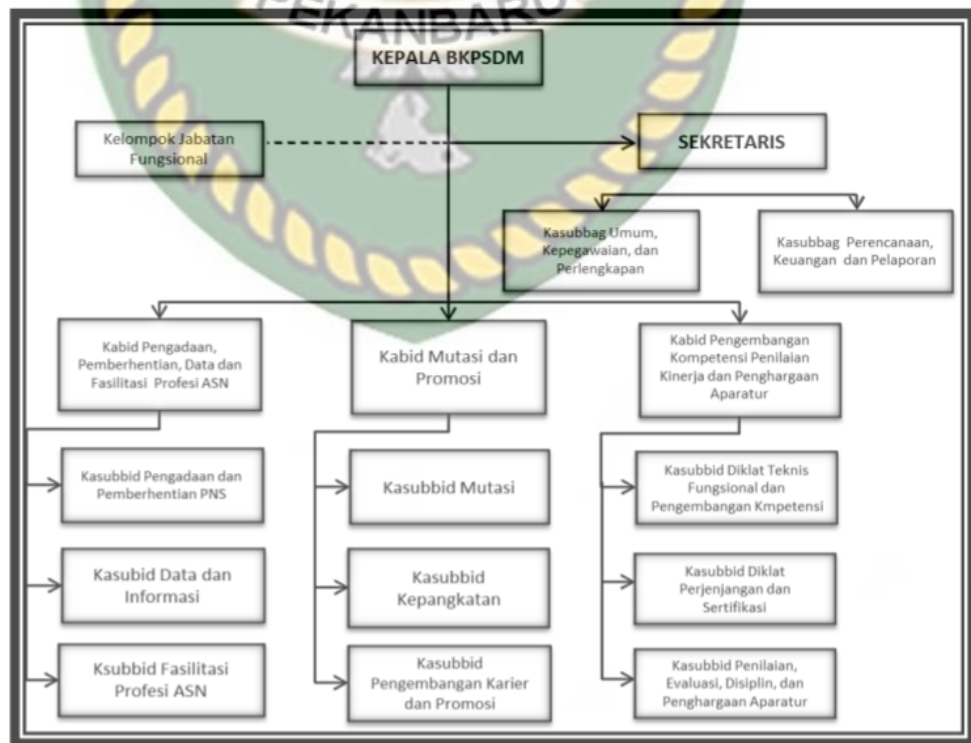 PEKANBARU
KEPALA BKPSDM
Kelompok Jabatan
Fungsional
SEKRETARIS
Kasubbag Umum,
Kepegawaian, dan
Perlengkapan
Kasubbag Perencanaan,
Keuangan dan Pelaporan
Kabid Pengadaan,
Pemberhentian, Data dan
Fasilitasi Profesi ASN
Kabid Mutasi dan
Promosi
Kabid Pengembangan
Kompetensi Penilaian
Kinerja dan Penghargaan
Aparatur
Kasubbid Pengadaan dan
Pemberhentian PNS
Kasubbid Mutasi
Kasubbid Diklat Teknis
Fungsional dan
Pengembangan Kmpetensi
Kasubid Data dan
Informasi
Kasubbid
Kepangkatan
Kasubbid Diklat
Perjenjangan dan
Sertifikasi
Ksubbid Fasilitasi
Profesi ASN
Kasubbid
Pengembangan Karier
dan Promosi
Kasubbid Penilaian,
Evaluasi, Disiplin, dan
Penghargaan Aparatur